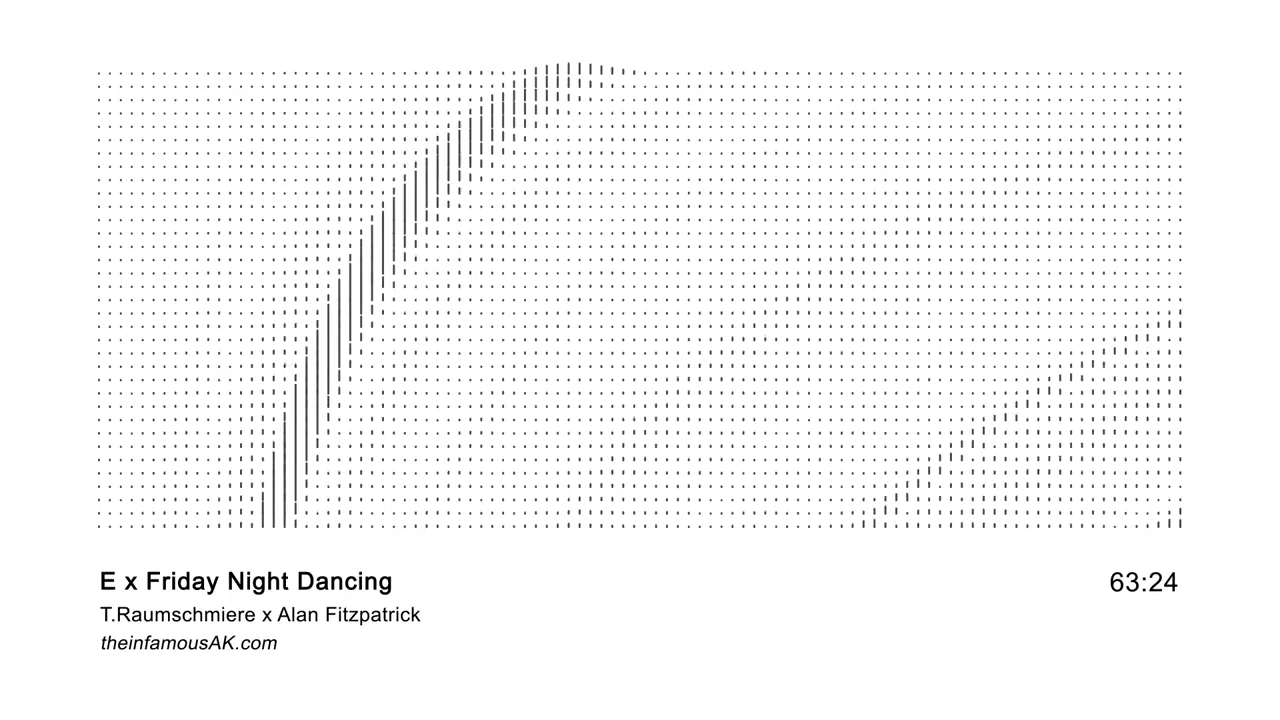 E x Friday Night Dancing
63:24
T.Raumschmiere x Alan Fitzpatrick
theinfamousAK.com